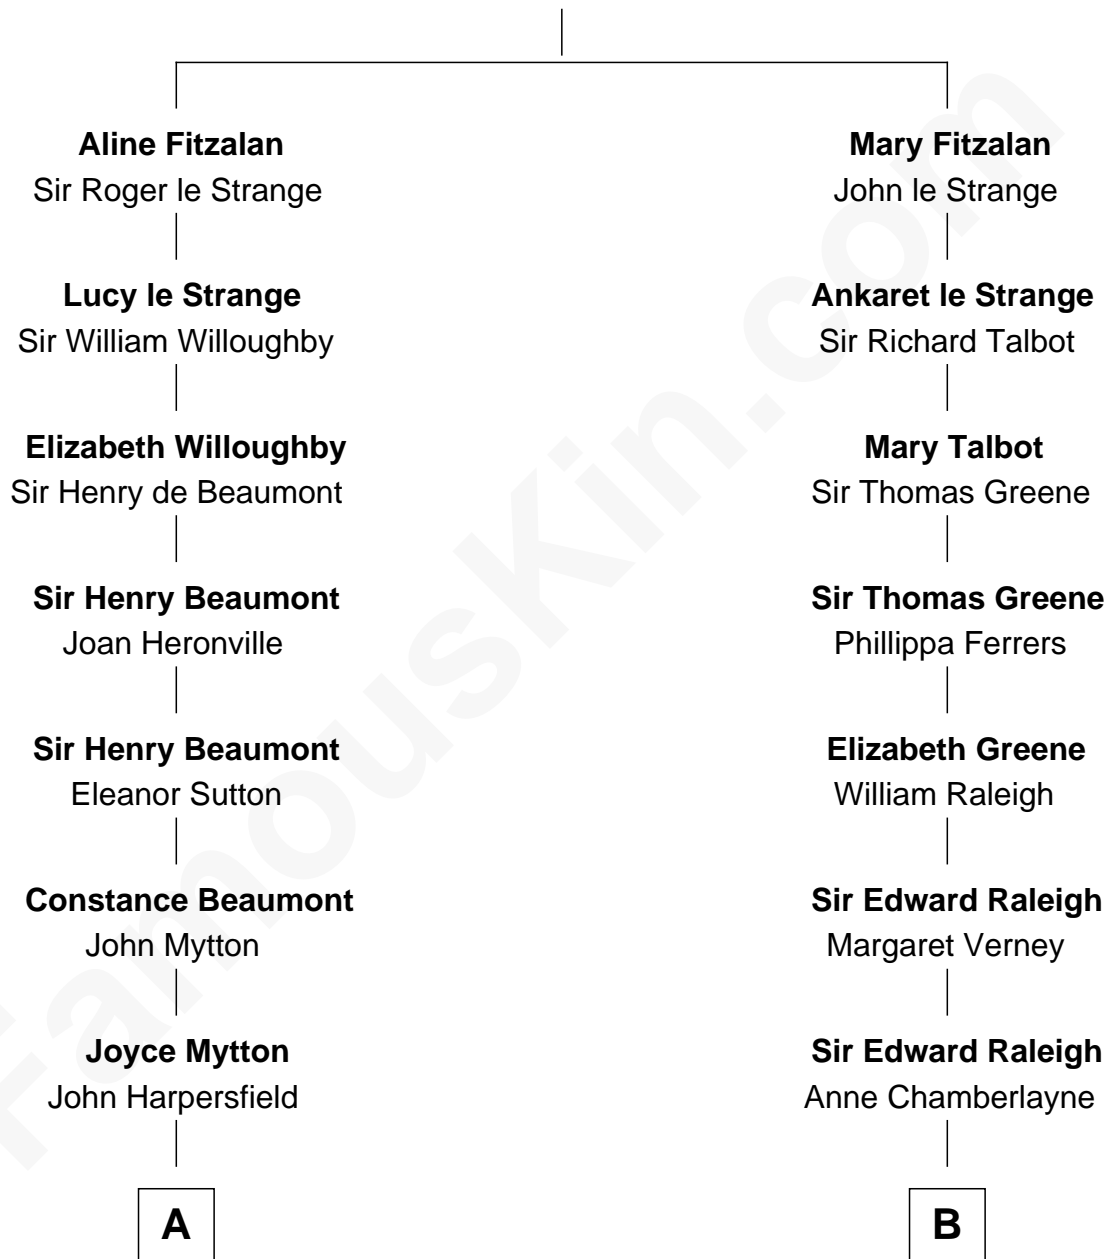 Aline Fitzalan
Sir Roger le Strange
Lucy le Strange
Sir William Willoughby
Elizabeth Willoughby
Sir Henry de Beaumont
Sir Henry Beaumont
Joan Heronville
Sir Henry Beaumont
Eleanor Sutton
Constance Beaumont
John Mytton
Joyce Mytton
John Harpersfield
A
Mary Fitzalan
John le Strange
Ankaret le Strange
Sir Richard Talbot
Mary Talbot
Sir Thomas Greene
Sir Thomas Greene
Phillippa Ferrers
Elizabeth Greene
William Raleigh
Sir Edward Raleigh
Margaret Verney
Sir Edward Raleigh
Anne Chamberlayne
B
FamousKin.com